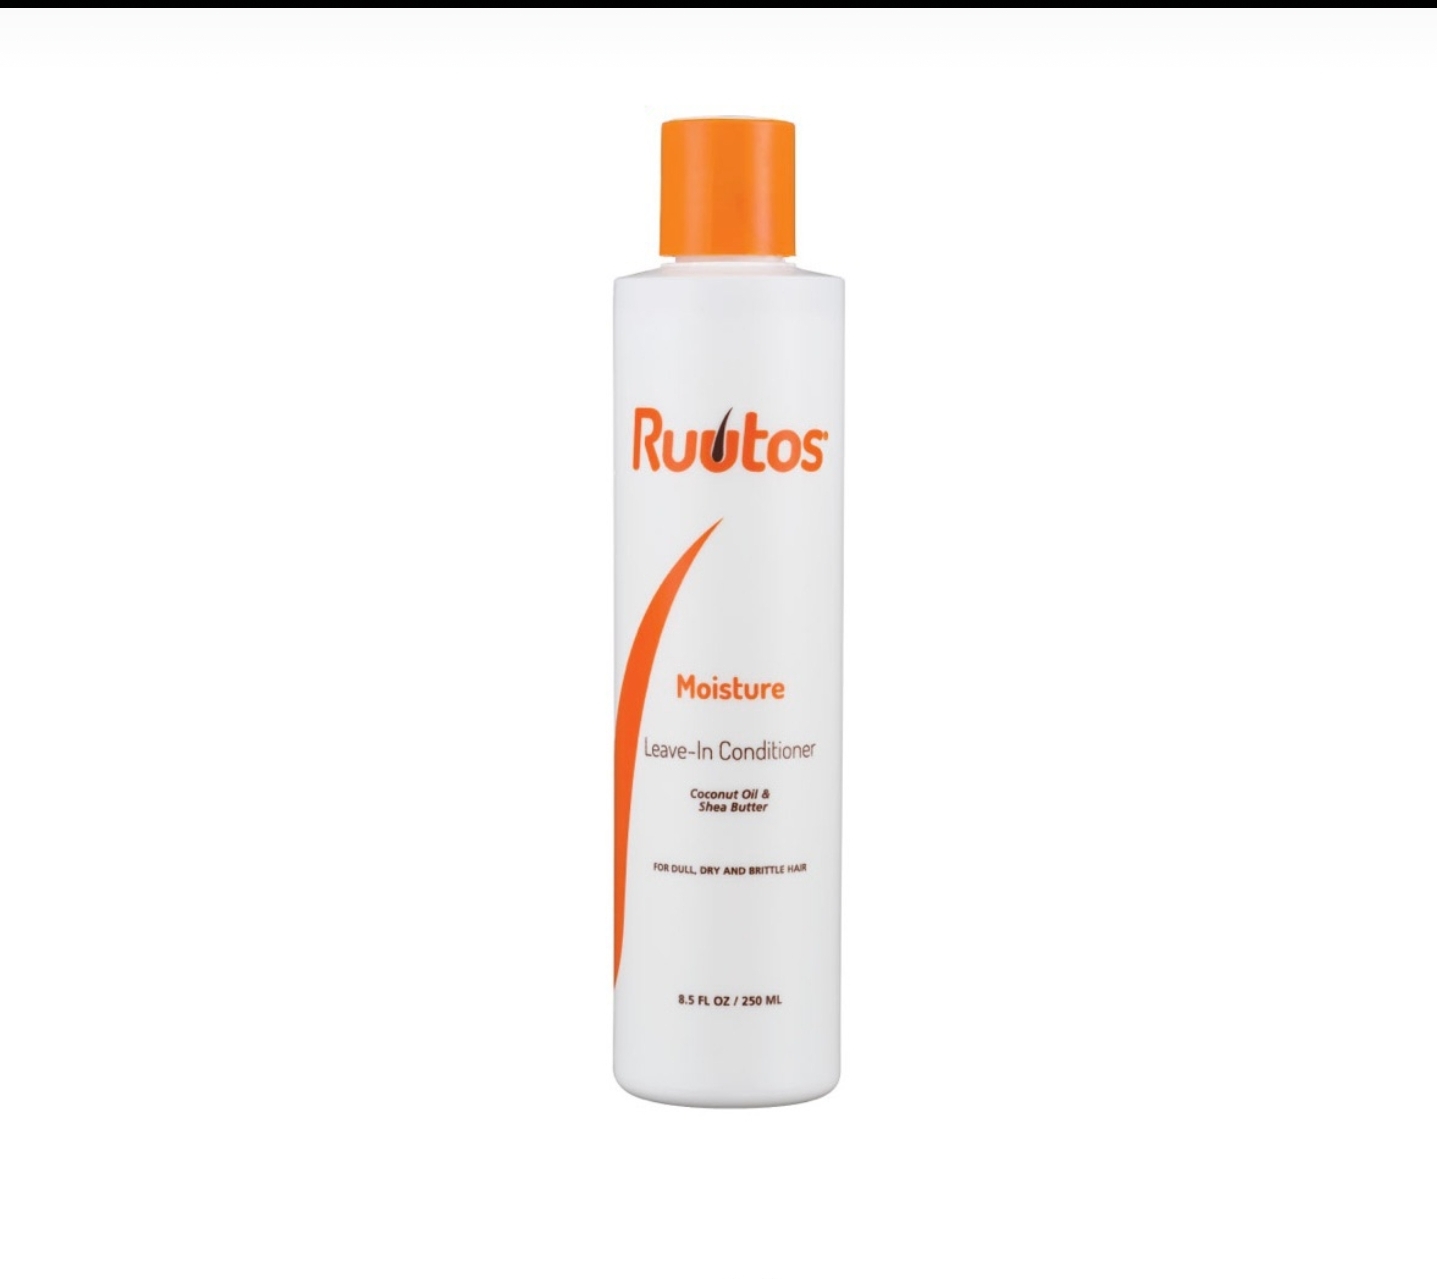 Ruutos
Moisture
Leave-In Conditioner
Coconut Oil &
Shea Butter
FOR DULL, DRY AND BRITTLE HAIR
8.5 FL OZ / 250 ML